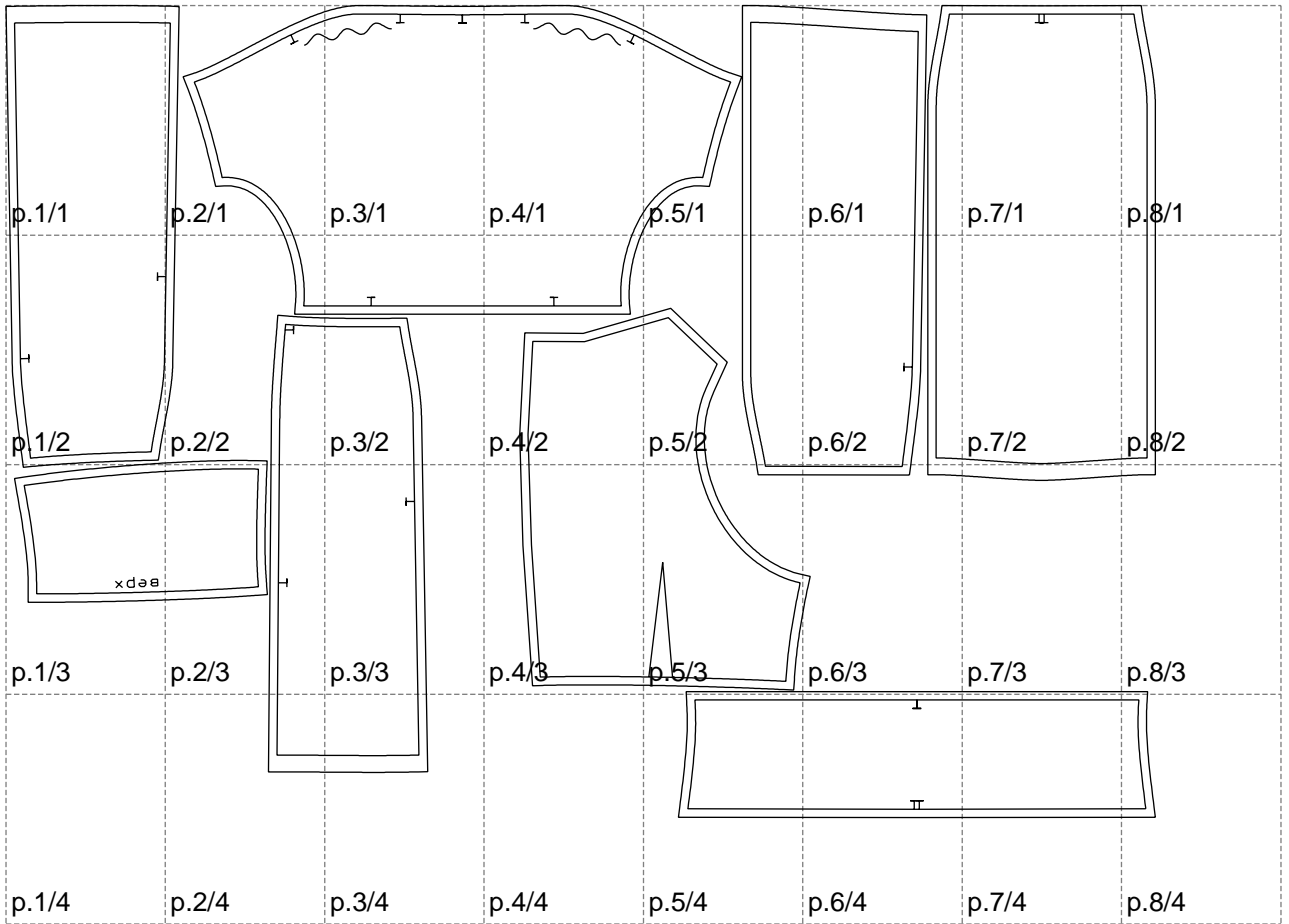 p.1/1 p.2/1 p.3/1 p.4/1 p.5/1 p.6/1 p.7/1 p.8/1
p.1/2 p.2/2 p.3/2 p.4/2 p.5/2 p.6/2 p.7/2 p.8/2
верх
p.1/3 p.2/3 p.3/3 p.4/3 p.5/3 p.6/3 p.7/3 p.8/3
p.1/4 p.2/4 p.3/4 p.4/4 p.5/4 p.6/4 p.7/4 p.8/4